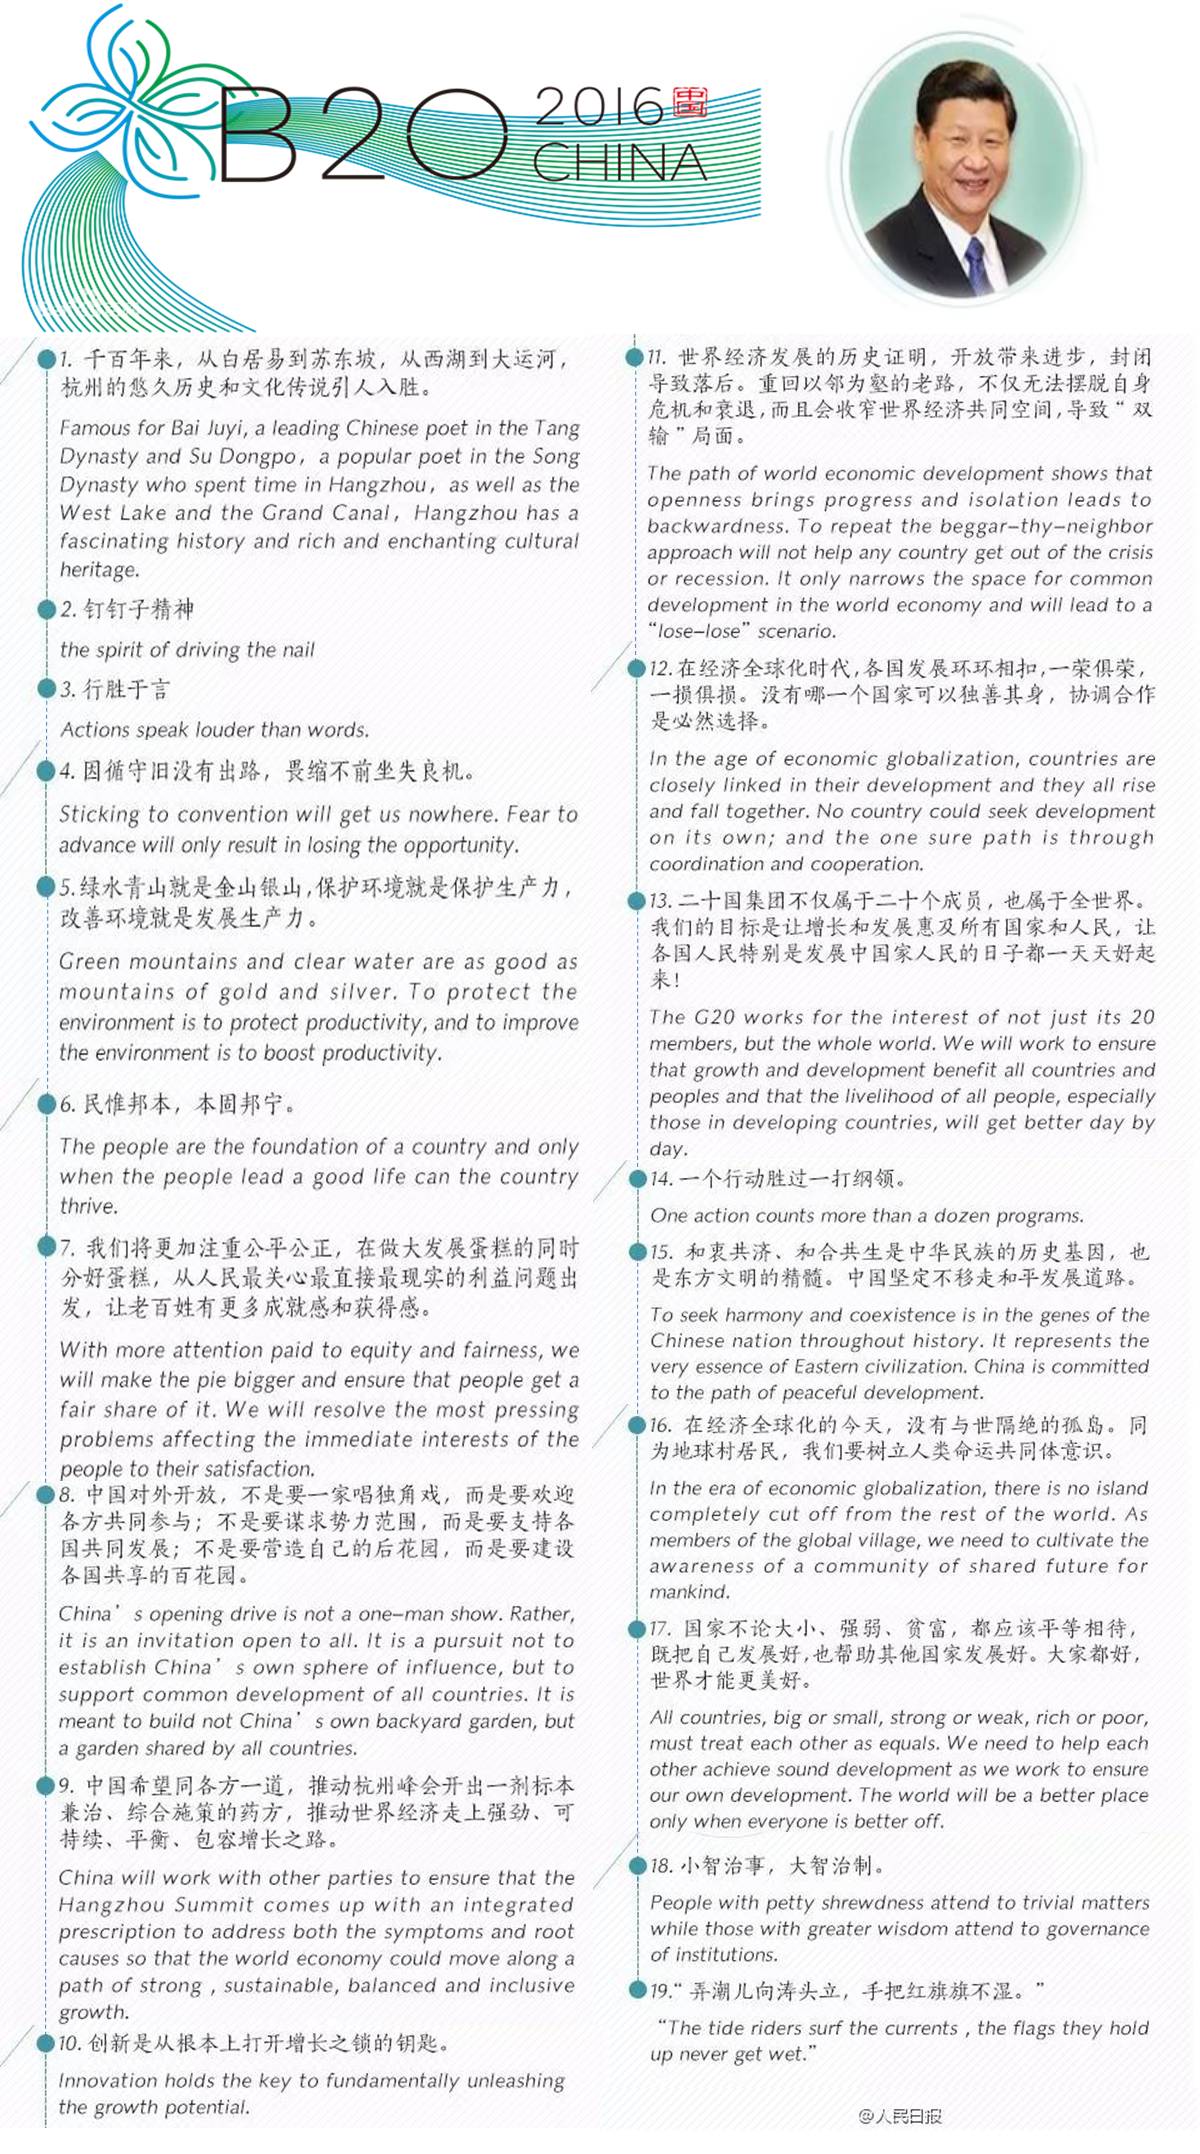 B20 2016 中国
CHINA
1. 千百年来，从白居易到苏东坡，从西湖到大运河，
杭州的悠久历史和文化传说引人入胜。
Famous for Bai Juyi, a leading Chinese poet in the Tang
Dynasty and Su Dongpo, a popular poet in the Song
Dynasty who spent time in Hangzhou, as well as the
West Lake and the Grand Canal, Hangzhou has a
fascinating history and rich and enchanting cultural
heritage.
2. 钉钉子精神
the spirit of driving the nail
3. 行胜于言
Actions speak louder than words.
4. 因循守旧没有出路，畏缩不前坐失良机。
Sticking to convention will get us nowhere. Fear to
advance will only result in losing the opportunity.
5.绿水青山就是金山银山,保护环境就是保护生产力，
改善环境就是发展生产力。
Green mountains and clear water are as good as
mountains of gold and silver. To protect the
environment is to protect productivity, and to improve
the environment is to boost productivity.
6. 民惟邦本，本固邦宁。
The people are the foundation of a country and only
when the people lead a good life can the country
thrive.
7. 我们将更加注重公平公正，在做大发展蛋糕的同时
分好蛋糕，从人民最关心最直接最现实的利益问题出
发，让老百姓有更多成就感和获得感。
With more attention paid to equity and fairness, we
will make the pie bigger and ensure that people get a
fair share of it. We will resolve the most pressing
problems affecting the immediate interests of the
people to their satisfaction.
8. 中国对外开放，不是要一家唱独角戏，而是要欢迎
各方共同参与；不是要谋求势力范围，而是要支持各
国共同发展；不是要营造自己的后花园，而是要建设
各国共享的百花园。
China's opening drive is not a one-man show. Rather,
it is an invitation open to all. It is a pursuit not to
establish China's own sphere of influence, but to
support common development of all countries. It is
meant to build not China's own backyard garden, but
a garden shared by all countries.
9. 中国希望同各方一道，推动杭州峰会开出一剂标本
兼治、综合施策的药方，推动世界经济走上强劲、可
持续、平衡、包容增长之路。
China will work with other parties to ensure that the
Hangzhou Summit comes up with an integrated
prescription to address both the symptoms and root
causes so that the world economy could move along a
path of strong , sustainable, balanced and inclusive
growth.
10. 创新是从根本上打开增长之锁的钥匙。
Innovation holds the key to fundamentally unleashing
the growth potential.
11. 世界经济发展的历史证明，开放带来进步，封闭
导致落后。重回以邻为壑的老路，不仅无法摆脱自身
危机和衰退,而且会收窄世界经济共同空间,导致“双
输”局面。
The path of world economic development shows that
openness brings progress and isolation leads to
backwardness. To repeat the beggar-thy-neighbor
approach will not help any country get out of the crisis
or recession. It only narrows the space for common
development in the world economy and will lead to a
“lose-lose” scenario.
12.在经济全球化时代,各国发展环环相扣,一荣俱荣，
一损俱损。没有哪一个国家可以独善其身，协调合作
是必然选择。
In the age of economic globalization, countries are
closely linked in their development and they all rise
and fall together. No country could seek development
on its own; and the one sure path is through
coordination and cooperation.
13. 二十国集团不仅属于二十个成员，也属于全世界。
我们的目标是让增长和发展惠及所有国家和人民，让
各国人民特别是发展中国家人民的日子都一天天好起
来！
The G20 works for the interest of not just its 20
members, but the whole world. We will work to ensure
that growth and development benefit all countries and
peoples and that the livelihood of all people, especially
those in developing countries, will get better day by
day.
14. 一个行动胜过一打纲领。
One action counts more than a dozen programs.
15. 和衷共济、和合共生是中华民族的历史基因，也
是东方文明的精髓。中国坚定不移走和平发展道路。
To seek harmony and coexistence is in the genes of the
Chinese nation throughout history. It represents the
very essence of Eastern civilization. China is committed
to the path of peaceful development.
16. 在经济全球化的今天，没有与世隔绝的孤岛。同
为地球村居民，我们要树立人类命运共同体意识。
In the era of economic globalization, there is no island
completely cut off from the rest of the world. As
members of the global village, we need to cultivate the
awareness of a community of shared future for
mankind.
17. 国家不论大小、强弱、贫富，都应该平等相待，
既把自己发展好,也帮助其他国家发展好。大家都好，
世界才能更美好。
All countries, big or small, strong or weak, rich or poor,
must treat each other as equals. We need to help each
other achieve sound development as we work to ensure
our own development. The world will be a better place
only when everyone is better off.
18. 小智治事，大智治制。
People with petty shrewdness attend to trivial matters
while those with greater wisdom attend to governance
of institutions.
19.“弄潮儿向涛头立，手把红旗旗不湿。”
“The tide riders surf the currents , the flags they hold
up never get wet.”
@人民日报